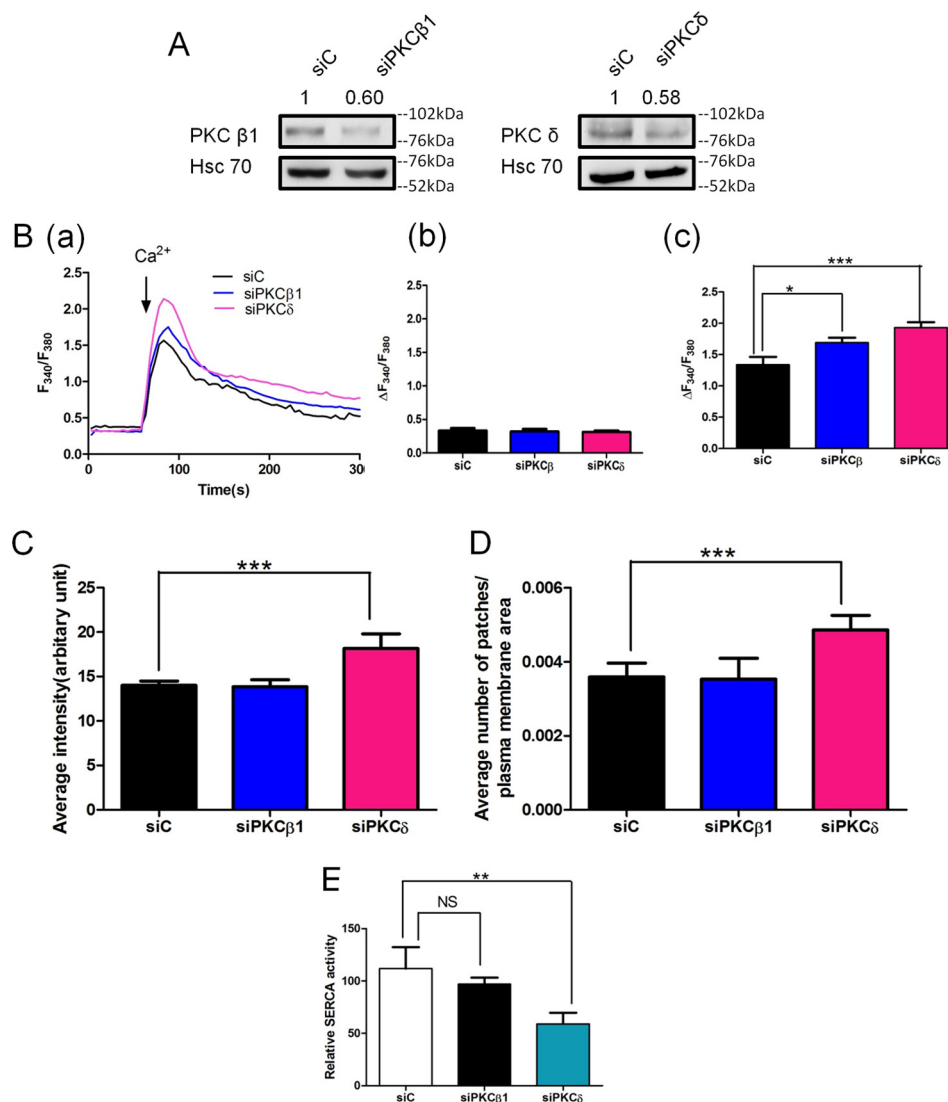 A
siC siPKCβ1
1 0.60
PKC β1
--102kDa
--76kDa
Hsc 70
--76kDa
--52kDa
siC siPKCδ
1 0.58
PKC δ
--102kDa
--76kDa
Hsc 70
--76kDa
--52kDa
B (a)
Ca2+
siC
siPKCβ1
siPKCδ
F340/F380
2.5
2.0
1.5
1.0
0.5
0.0
0 100 200 300
Time(s)
(b)
ΔF340/F380
2.5
2.0
1.5
1.0
0.5
0.0
siC siPKCβ siPKCδ
(c)
***
*
ΔF340/F380
2.5
2.0
1.5
1.0
0.5
0.0
siC siPKCβ siPKCδ
C
***
Average intensity(arbitary unit)
25
20
15
10
5
0
siC siPKCβ1 siPKCδ
D
***
Average number of patches/
plasma membrane area
0.006
0.004
0.002
0.000
siC siPKCβ1 siPKCδ
E
**
NS
Relative SERCA activity
150
100
50
0
siC siPKCβ1 siPKCδ